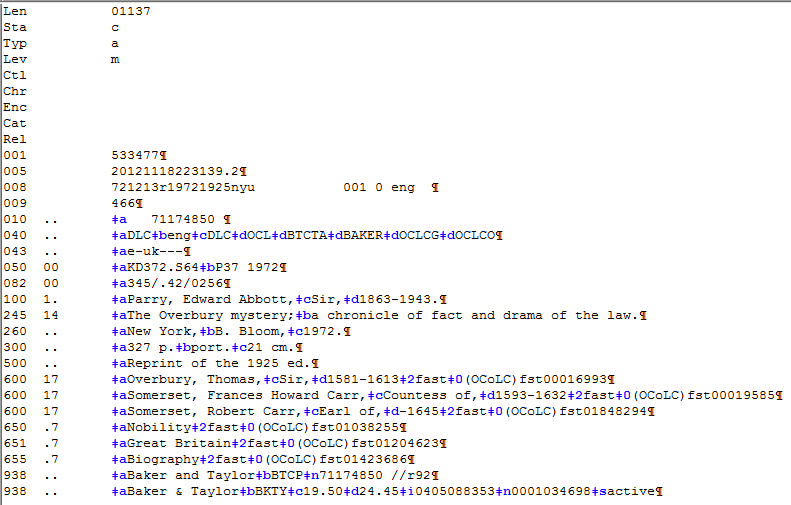 Len 01137
Sta c
Typ a
Lev m
Ctl
Chr
Enc
Cat
Rel
001 533477¶
005 20121118223139.2¶
008 721213r19721925nyu           001 0 eng  ¶
009 466¶
010 .. ‡a   71174850 ¶
040 .. ‡aDLC‡beng‡cDLC‡dOCL‡dBTCTA‡dBAKER‡dOCLCG‡dOCLCO¶
043 .. ‡ae-uk---¶
050 00 ‡aKD372.S64‡bP37 1972¶
082 00 ‡a345/.42/0256¶
100 1. ‡aParry, Edward Abbott,‡cSir,‡d1863-1943.¶
245 14 ‡aThe Overbury mystery;‡ba chronicle of fact and drama of the law.¶
260 .. ‡aNew York,‡bB. Bloom,‡c1972.¶
300 .. ‡a327 p.‡bport.‡c21 cm.¶
500 .. ‡aReprint of the 1925 ed.¶
600 17 ‡aOverbury, Thomas,‡cSir,‡d1581-1613‡2fast‡0(OCoLC)fst00016993¶
600 17 ‡aSomerset, Frances Howard Carr,‡cCountess of,‡d1593-1632‡2fast‡0(OCoLC)fst00019585¶
600 17 ‡aSomerset, Robert Carr,‡cEarl of,‡d-1645‡2fast‡0(OCoLC)fst01848294¶
650 .7 ‡aNobility‡2fast‡0(OCoLC)fst01038255¶
651 .7 ‡aGreat Britain‡2fast‡0(OCoLC)fst01204623¶
655 .7 ‡aBiography‡2fast‡0(OCoLC)fst01423686¶
938 .. ‡aBaker and Taylor‡bBTCP‡n71174850 //r92¶
938 .. ‡aBaker & Taylor‡bBKTY‡c19.50‡d24.45‡i0405088353‡n0001034698‡sactive¶